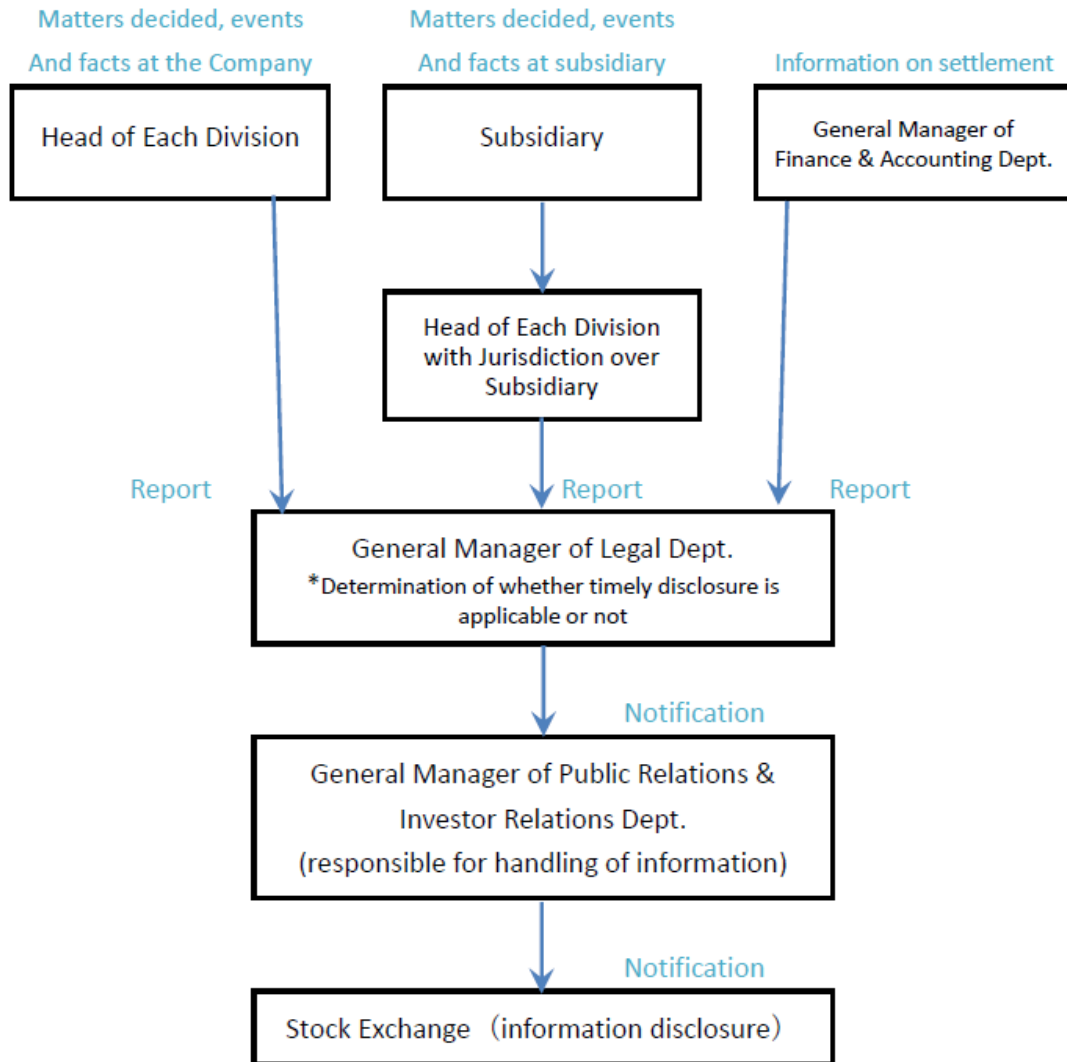 Matters decided, events
And facts at the Company
Matters decided, events
And facts at subsidiary
Information on settlement
Head of Each Division
Subsidiary
General Manager of
Finance & Accounting Dept.
Head of Each Division
with Jurisdiction over
Subsidiary
Report
Report
Report
General Manager of Legal Dept.
*Determination of whether timely disclosure is
applicable or not
Notification
General Manager of Public Relations &
Investor Relations Dept.
(responsible for handling of information)
Notification
Stock Exchange（information disclosure）